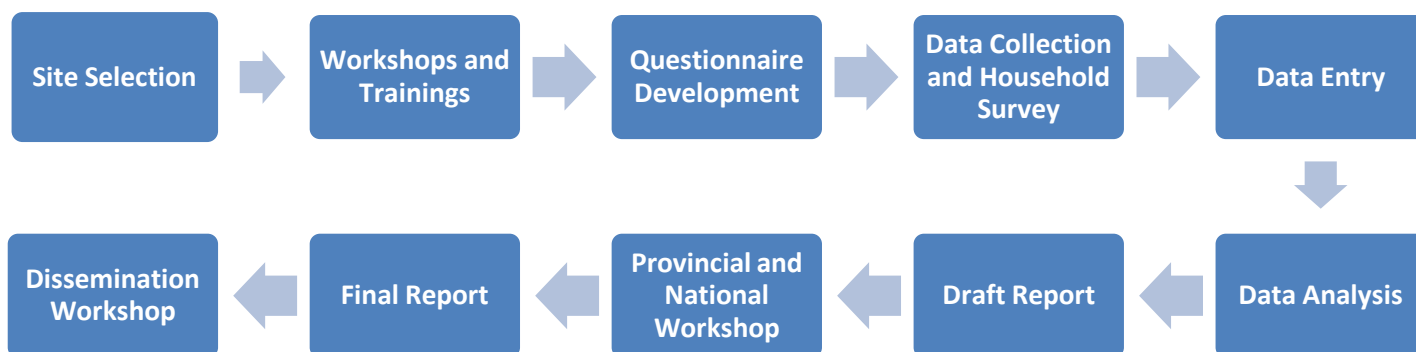 Site Selection
Workshops and
Trainings
Questionnaire
Development
Data Collection
and Household
Survey
Data Entry
Data Analysis
Draft Report
Provincial and
National
Workshop
Final Report
Dissemination
Workshop